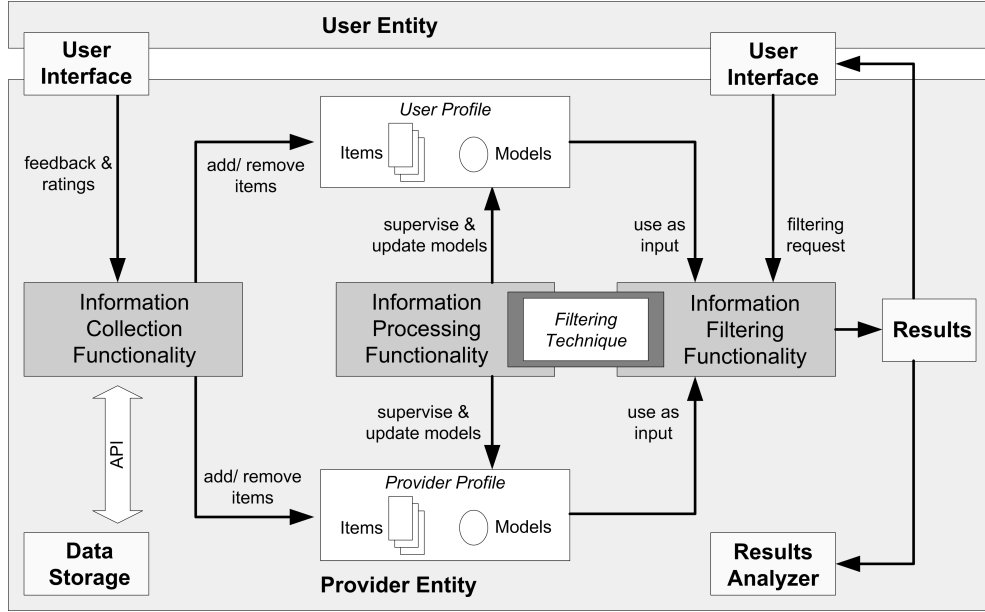 User Entity
User
Interface
User
Interface
feedback &
ratings
add/ remove
items
User Profile
Items
Models
supervise &
update models
use as
input
filtering
request
Information
Collection
Functionality
Information
Processing
Functionality
Filtering
Technique
Information
Filtering
Functionality
Results
API
add/ remove
items
supervise &
update models
use as
input
Provider Profile
Items
Models
Data
Storage
Results
Analyzer
Provider Entity